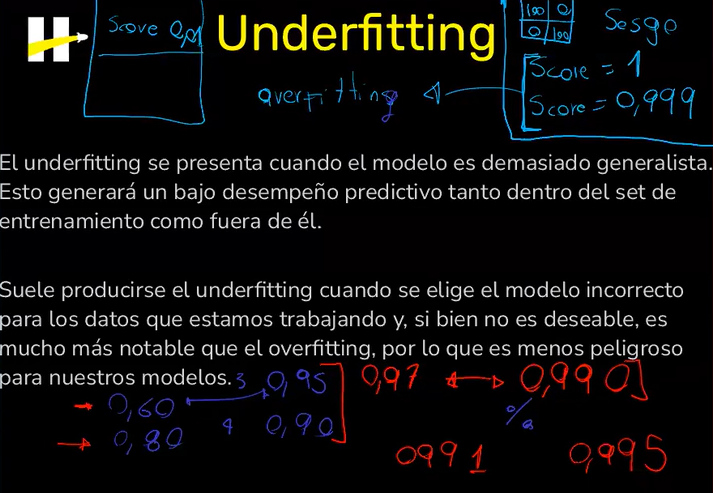 Score 0,01
Underfitting
100 0
0 100
Sesgo
Score = 1
Score = 0,999
averfitting
El underfitting se presenta cuando el modelo es demasiado generalista.
Esto generará un bajo desempeño predictivo tanto dentro del set de
entrenamiento como fuera de él.
Suele producirse el underfitting cuando se elige el modelo incorrecto
para los datos que estamos trabajando y, si bien no es deseable, es
mucho más notable que el overfitting, por lo que es menos peligroso
para nuestros modelos. 3 0,95 0,97 0,990
0,60 %
0,80 4 0,90
0991 0,995